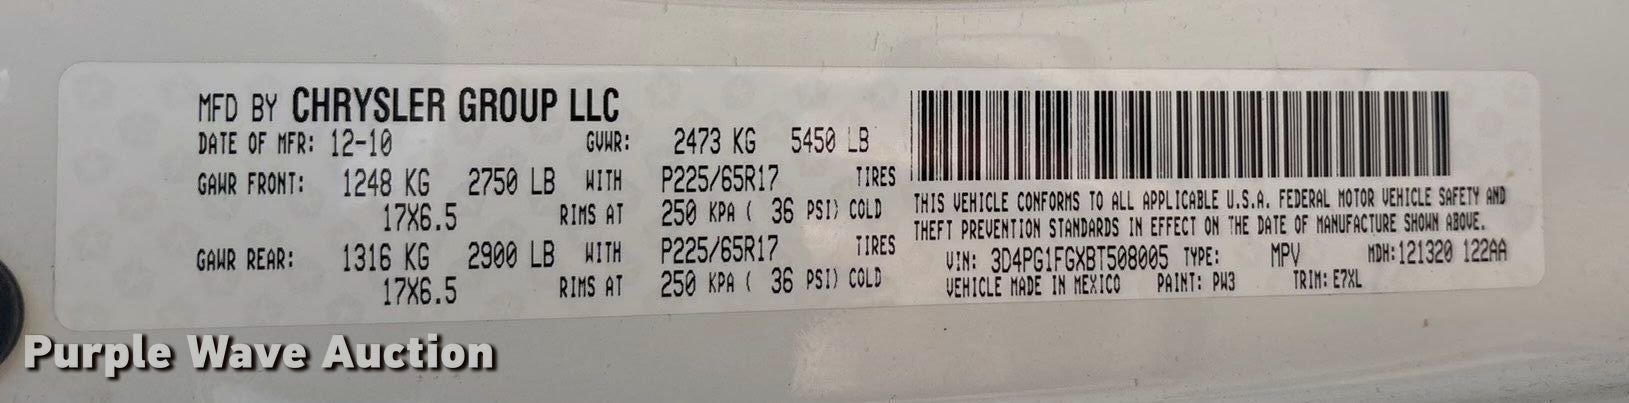 MFD BY CHRYSLER GROUP LLC
DATE OF MFR: 12-10 GVWR: 2473 KG 5450 LB
GAWR FRONT: 1248 KG 2750 LB WITH P225/65R17 TIRES
17X6.5 RIMS AT 250 KPA ( 36 PSI) COLD
GAWR REAR: 1316 KG 2900 LB WITH P225/65R17 TIRES
17X6.5 RIMS AT 250 KPA ( 36 PSI) COLD
THIS VEHICLE CONFORMS TO ALL APPLICABLE U.S.A. FEDERAL MOTOR VEHICLE SAFETY AND
THEFT PREVENTION STANDARDS IN EFFECT ON THE DATE OF MANUFACTURE SHOWN ABOVE.
VIN: 3D4PG1FGXBT508005 TYPE: MPV MDH: 121320 122AA
VEHICLE MADE IN MEXICO PAINT: PW3 TRIM: E7XL
Purple Wave Auction